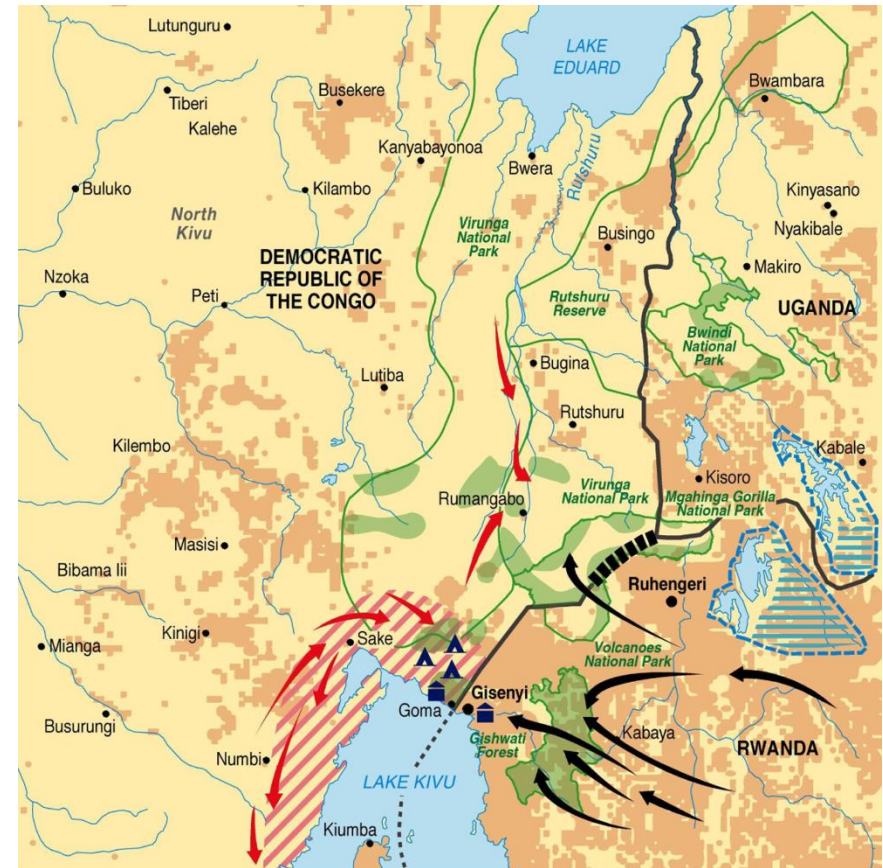 Lutunguru
LAKE
EDUARD
Bwambara
Tiberi
Busekere
Kalehe
Kanyabayonoa
Bwera
Rutshuru
Buluko
Kilambo
Kinyasano
Nyakibale
North
Kivu
Virunga
National
Park
Busingo
DEMOCRATIC
REPUBLIC OF
THE CONGO
Makiro
Nzoka
Peti
Rutshuru
Reserve
UGANDA
Bwindi
National
Park
Bugina
Lutiba
Rutshuru
Kilembo
Kabale
Kisoro
Virunga
National Park
Mgahinga Gorilla
National Park
Rumangabo
Masisi
Bibama Iii
Ruhengeri
Kinigi
Mianga
Sake
Volcanoes
National Park
Gisenyi
Goma
Busurungi
Gishwati
Forest
Kabaya
RWANDA
Numbi
LAKE KIVU
Kiumba